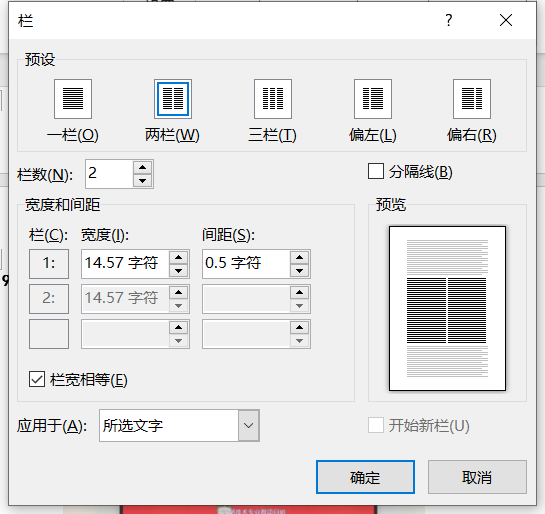 栏
?
预设
一栏(O) 两栏(W) 三栏(T) 偏左(L) 偏右(R)
栏数(N): 2
分隔线(B)
宽度和间距
预览
栏(C): 宽度(I): 间距(S):
1: 14.57 字符 0.5 字符
2: 14.57 字符
栏宽相等(E)
应用于(A): 所选文字
开始新栏(U)
确定 取消
9